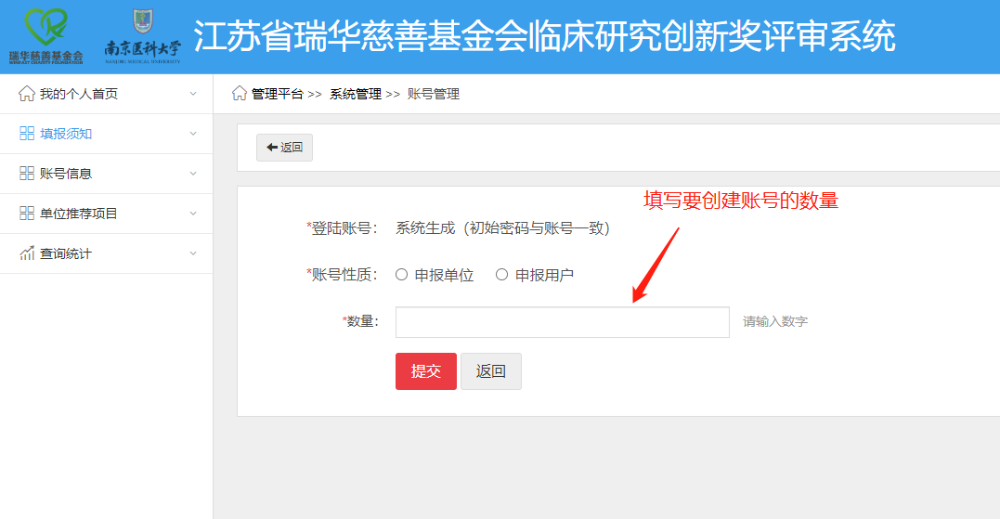 瑞华慈善基金会
南京医科大学
NANJING MEDICAL UNIVERSITY
江苏省瑞华慈善基金会临床研究创新奖评审系统
我的个人首页
填报须知
账号信息
单位推荐项目
查询统计
管理平台 >> 系统管理 >> 账号管理
返回
填写要创建账号的数量
*登陆账号： 系统生成（初始密码与账号一致）
*账号性质： 申报单位 申报用户
*数量： 请输入数字
提交 返回